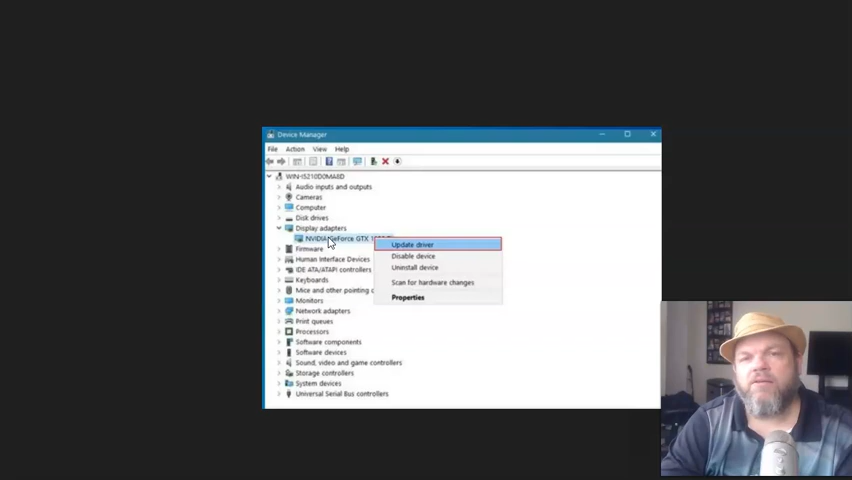 Device Manager
File Action View Help
WIN-
Audio inputs and outputs
Cameras
Computer
Disk drives
Display adapters
NVIDIA GeForce GTX
Update driver
Firmware
Disable device
Human Interface Devices
Uninstall device
IDE ATA/ATAPI controllers
Keyboards
Scan for hardware changes
Mice and other pointing
Properties
Monitors
Network adapters
Print queues
Processors
Software components
Software devices
Sound, video and game controllers
Storage controllers
System devices
Universal Serial Bus controllers